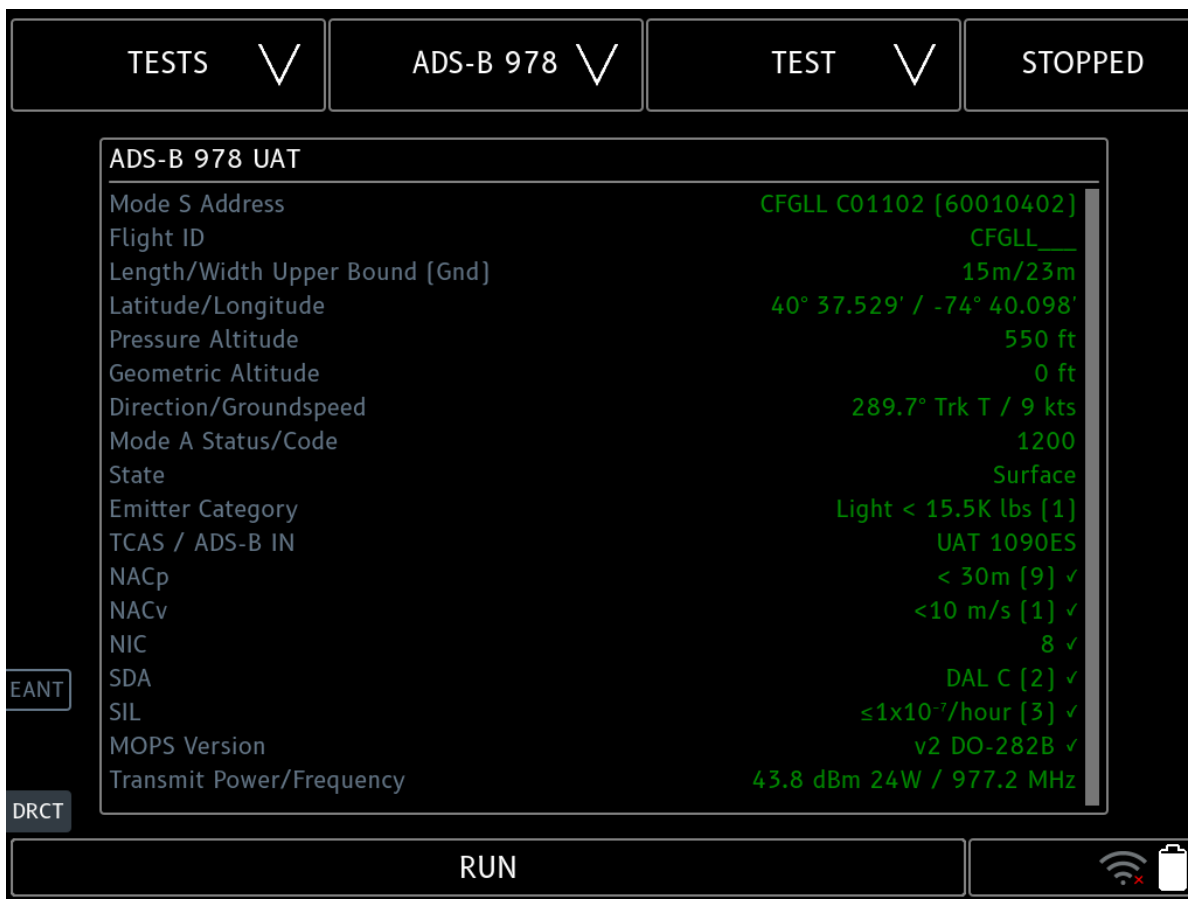 TESTS ADS-B 978 TEST STOPPED
ADS-B 978 UAT
Mode S Address CFGLL C01102 [60010402]
Flight ID CFGLL___
Length/Width Upper Bound [Gnd] 15m/23m
Latitude/Longitude 40° 37.529' / -74° 40.098'
Pressure Altitude 550 ft
Geometric Altitude 0 ft
Direction/Groundspeed 289.7° Trk T / 9 kts
Mode A Status/Code 1200
State Surface
Emitter Category Light < 15.5K lbs [1]
TCAS / ADS-B IN UAT 1090ES
NACp < 30m [9] ✓
NACv <10 m/s [1] ✓
NIC 8 ✓
EANT
SDA DAL C [2] ✓
SIL ≤1x10⁻⁷/hour [3] ✓
MOPS Version v2 DO-282B ✓
Transmit Power/Frequency 43.8 dBm 24W / 977.2 MHz
DRCT
RUN